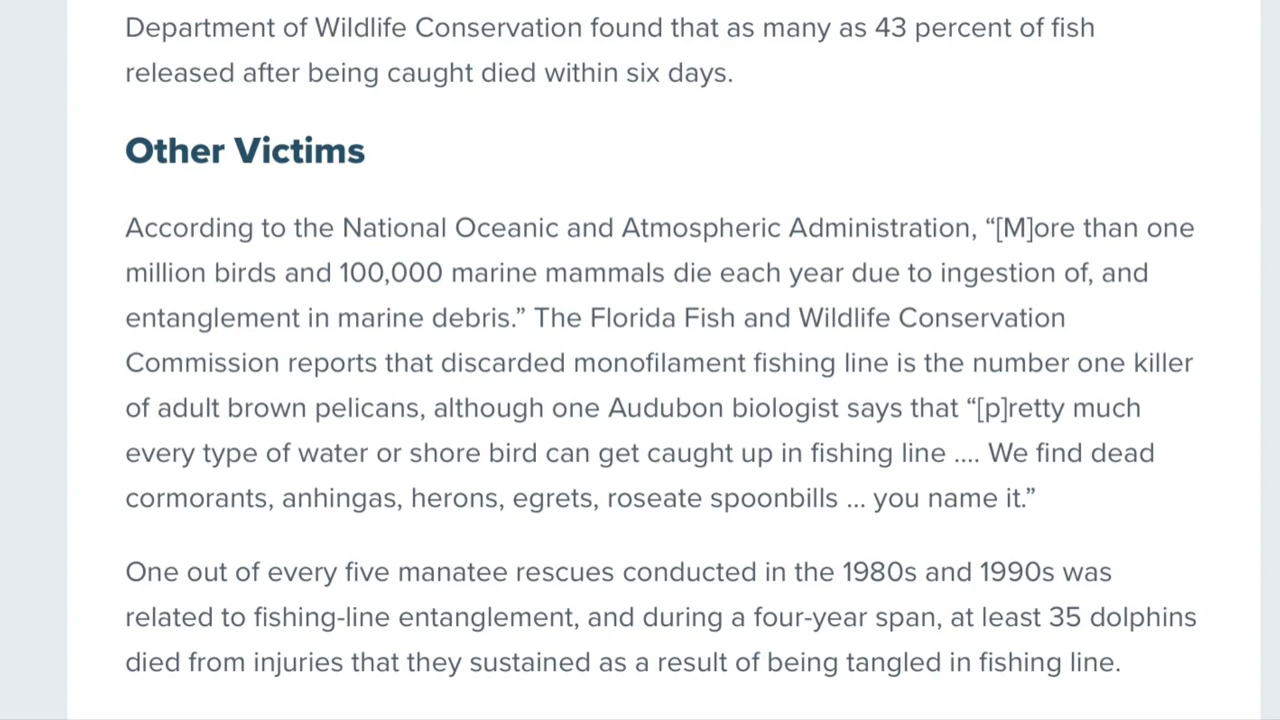 Department of Wildlife Conservation found that as many as 43 percent of fish
released after being caught died within six days.
Other Victims
According to the National Oceanic and Atmospheric Administration, “[M]ore than one
million birds and 100,000 marine mammals die each year due to ingestion of, and
entanglement in marine debris.” The Florida Fish and Wildlife Conservation
Commission reports that discarded monofilament fishing line is the number one killer
of adult brown pelicans, although one Audubon biologist says that “[p]retty much
every type of water or shore bird can get caught up in fishing line .... We find dead
cormorants, anhingas, herons, egrets, roseate spoonbills ... you name it.”
One out of every five manatee rescues conducted in the 1980s and 1990s was
related to fishing-line entanglement, and during a four-year span, at least 35 dolphins
died from injuries that they sustained as a result of being tangled in fishing line.